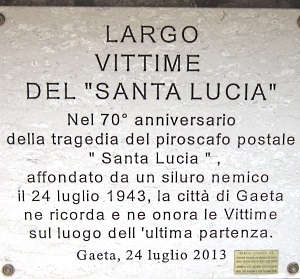 LARGO
VITTIME
DEL "SANTA LUCIA"
Nel 70° anniversario
della tragedia del piroscafo postale
" Santa Lucia " ,
affondato da un siluro nemico
il 24 luglio 1943, la città di Gaeta
ne ricorda e ne onora le Vittime
sul luogo dell 'ultima partenza.
Gaeta, 24 luglio 2013